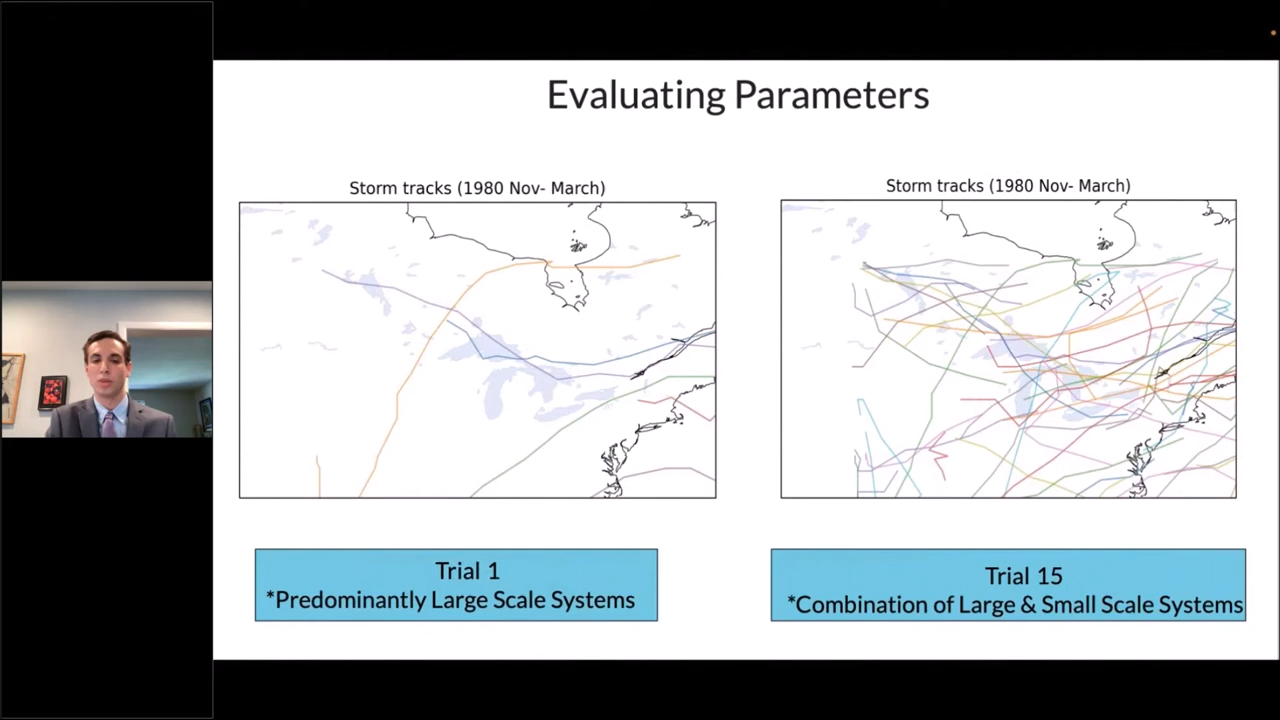 Evaluating Parameters
Storm tracks (1980 Nov- March)
Storm tracks (1980 Nov- March)
Trial 1
*Predominantly Large Scale Systems
Trial 15
*Combination of Large & Small Scale Systems